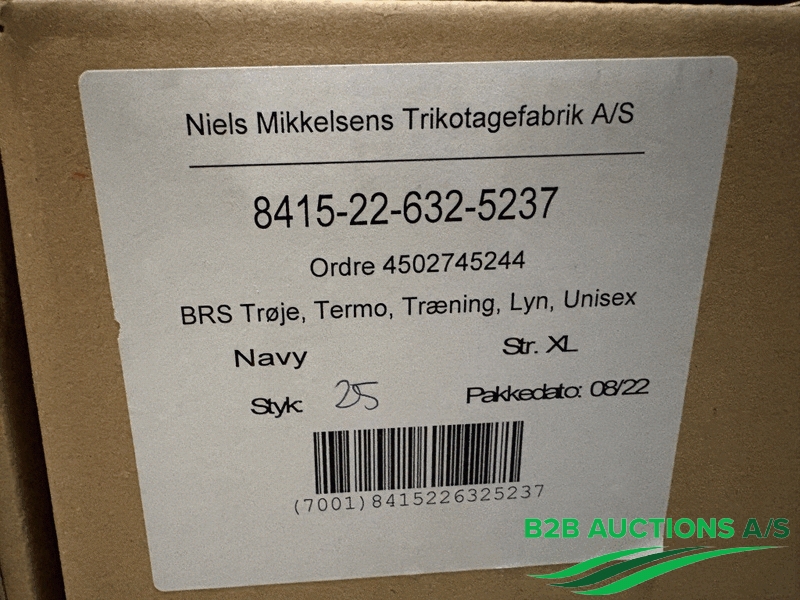 Niels Mikkelsens Trikotagefabrik A/S
8415-22-632-5237
Ordre 4502745244
BRS Trøje, Termo, Træning, Lyn, Unisex
Navy Str. XL
Styk: 25 Pakkedato: 08/22
(7001)8415226325237
B2B AUCTIONS A/S